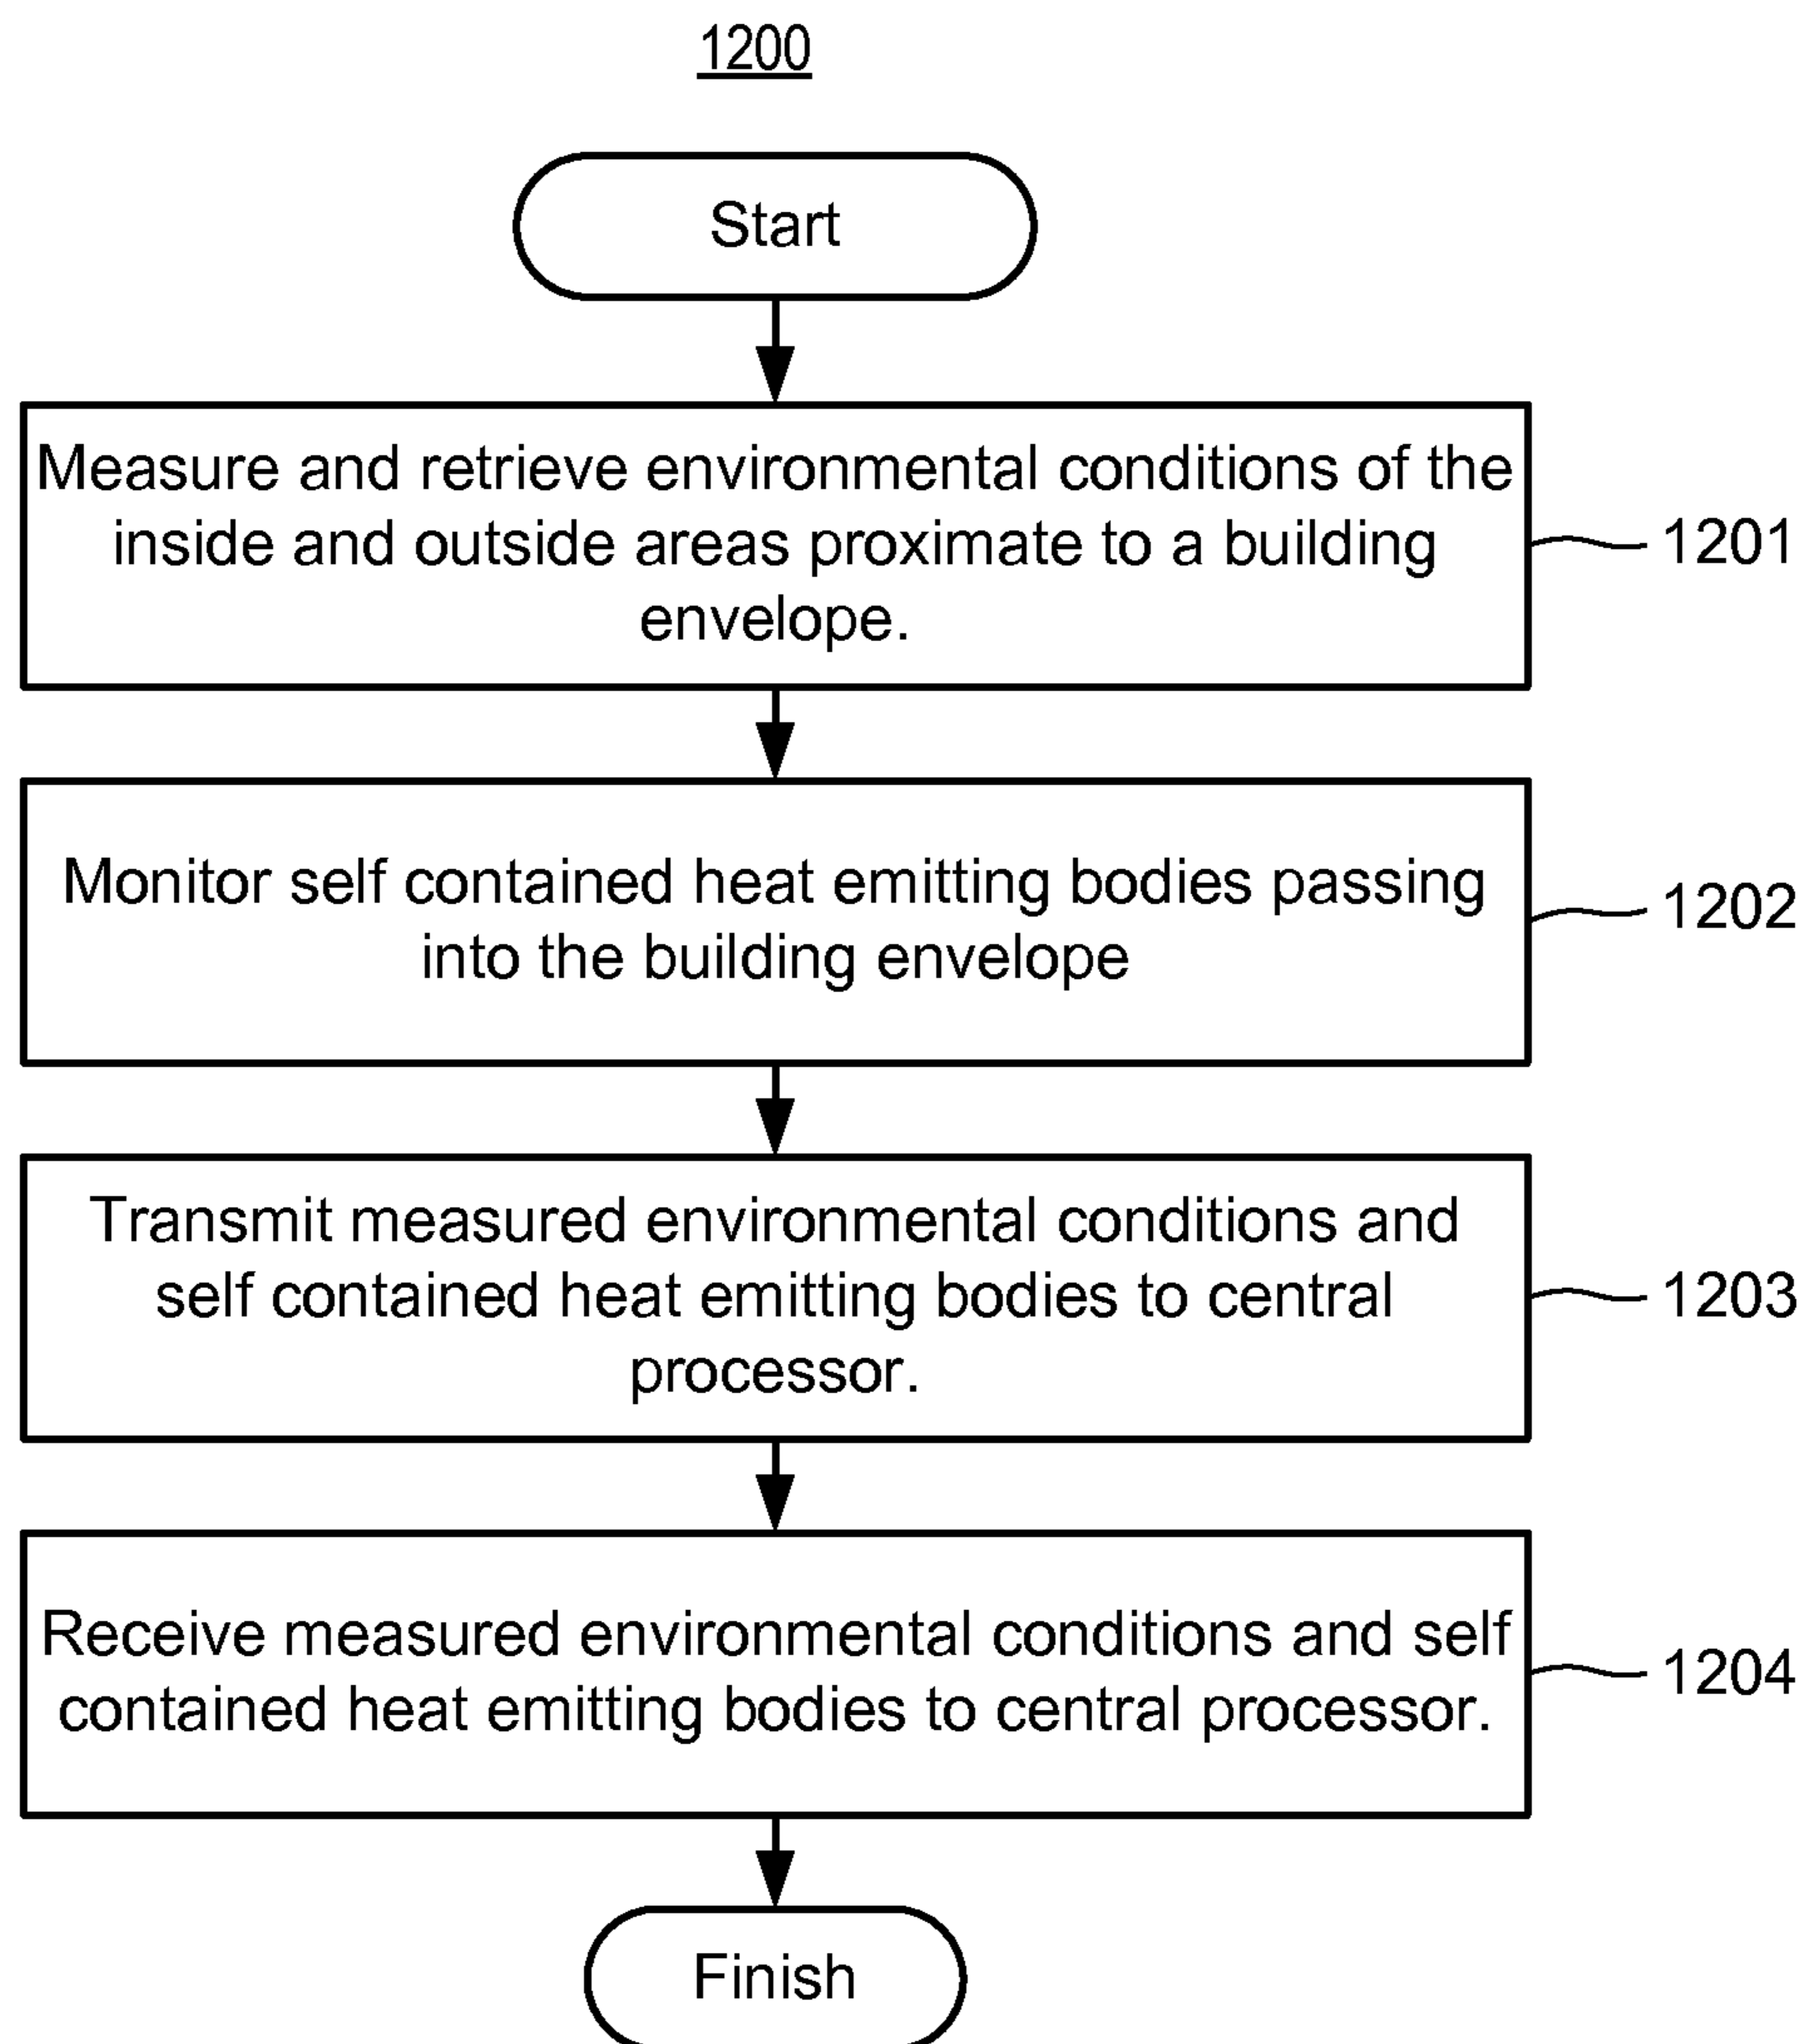 1200
Start
Measure and retrieve environmental conditions of the
inside and outside areas proximate to a building
envelope.
1201
Monitor self contained heat emitting bodies passing
into the building envelope
1202
Transmit measured environmental conditions and
self contained heat emitting bodies to central
processor.
1203
Receive measured environmental conditions and self
contained heat emitting bodies to central processor.
1204
Finish